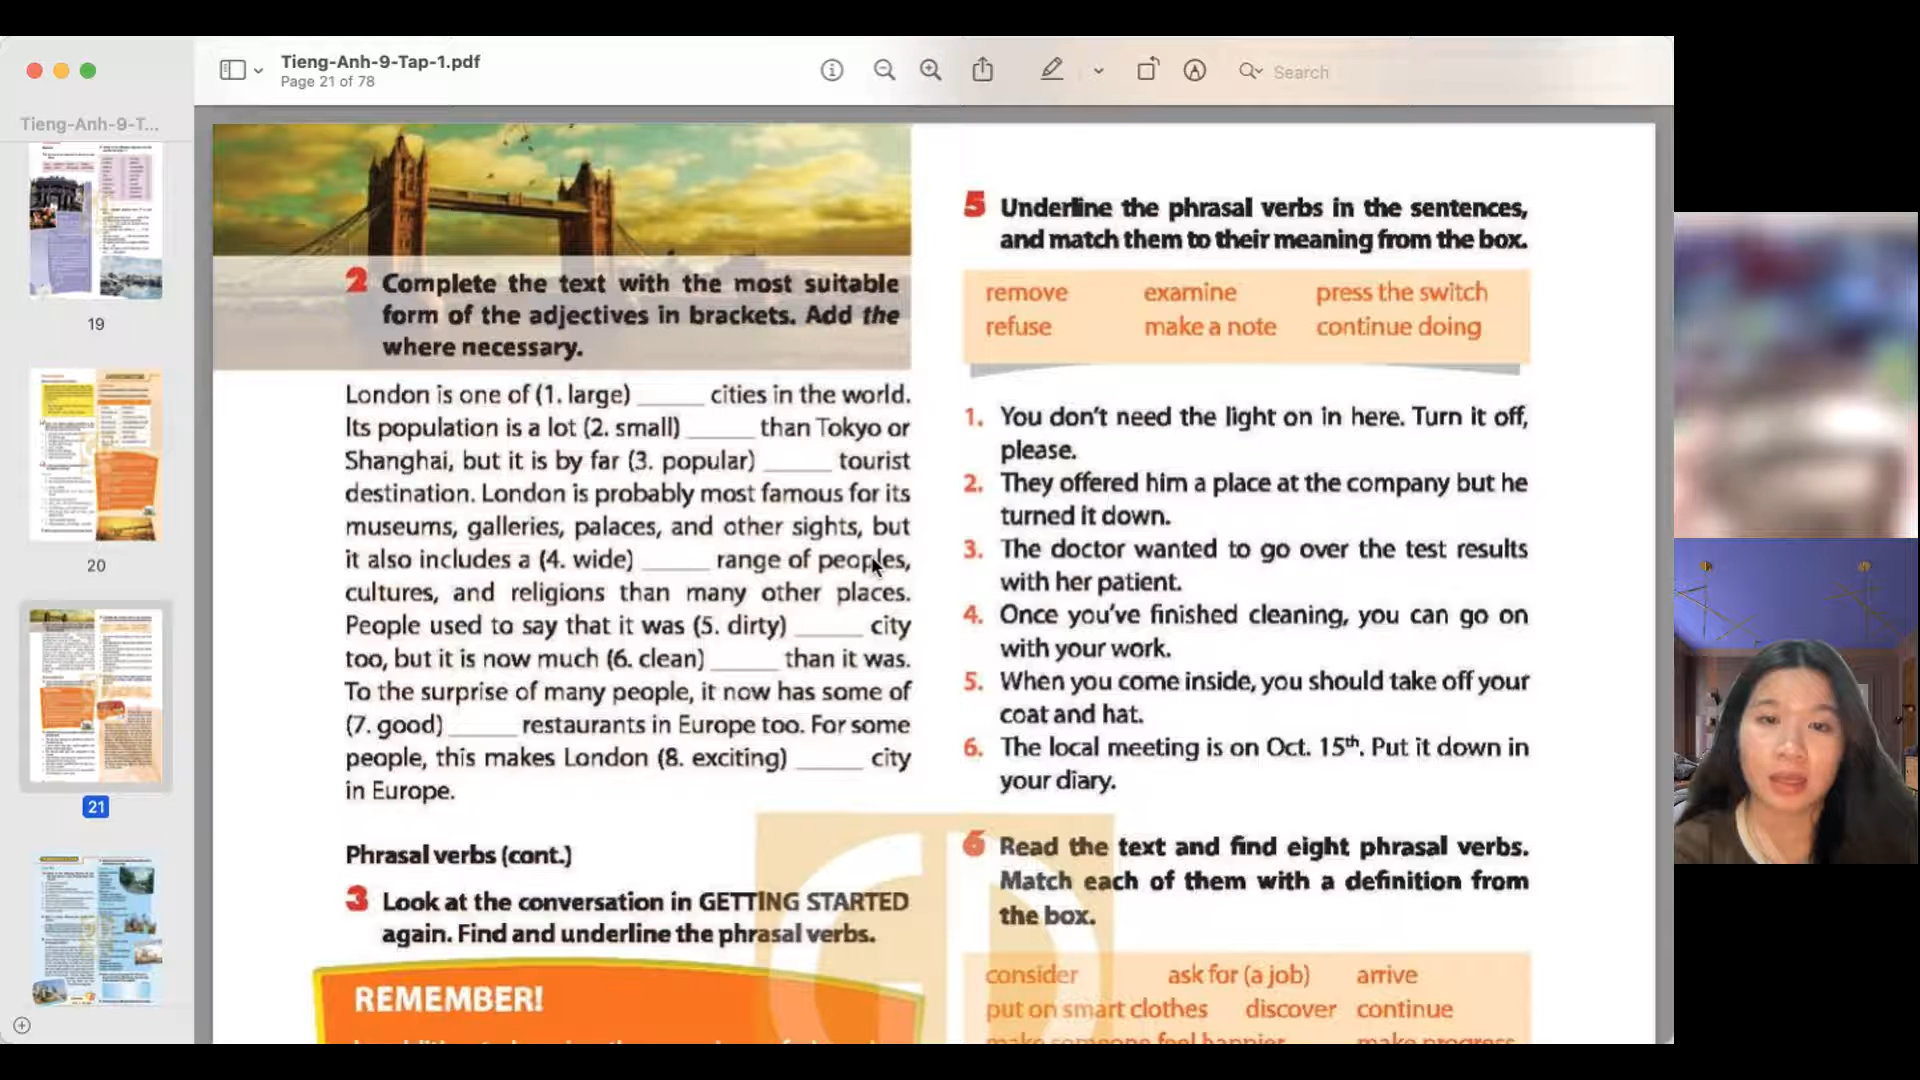 Tieng-Anh-9-Tap-1.pdf
Page 21 of 78
Search
Tieng-Anh-9-T...
19
20
21
2 Complete the text with the most suitable
form of the adjectives in brackets. Add the
where necessary.
London is one of (1. large) ______ cities in the world.
Its population is a lot (2. small) ______ than Tokyo or
Shanghai, but it is by far (3. popular) ______ tourist
destination. London is probably most famous for its
museums, galleries, palaces, and other sights, but
it also includes a (4. wide) ______ range of peoples,
cultures, and religions than many other places.
People used to say that it was (5. dirty) ______ city
too, but it is now much (6. clean) ______ than it was.
To the surprise of many people, it now has some of
(7. good) ______ restaurants in Europe too. For some
people, this makes London (8. exciting) ______ city
in Europe.
Phrasal verbs (cont.)
3 Look at the conversation in GETTING STARTED
again. Find and underline the phrasal verbs.
REMEMBER!
5 Underline the phrasal verbs in the sentences,
and match them to their meaning from the box.
remove examine press the switch
refuse make a note continue doing
1. You don't need the light on in here. Turn it off,
please.
2. They offered him a place at the company but he
turned it down.
3. The doctor wanted to go over the test results
with her patient.
4. Once you've finished cleaning, you can go on
with your work.
5. When you come inside, you should take off your
coat and hat.
6. The local meeting is on Oct. 15th. Put it down in
your diary.
6 Read the text and find eight phrasal verbs.
Match each of them with a definition from
the box.
consider ask for (a job) arrive
put on smart clothes discover continue
make someone feel happier make progress